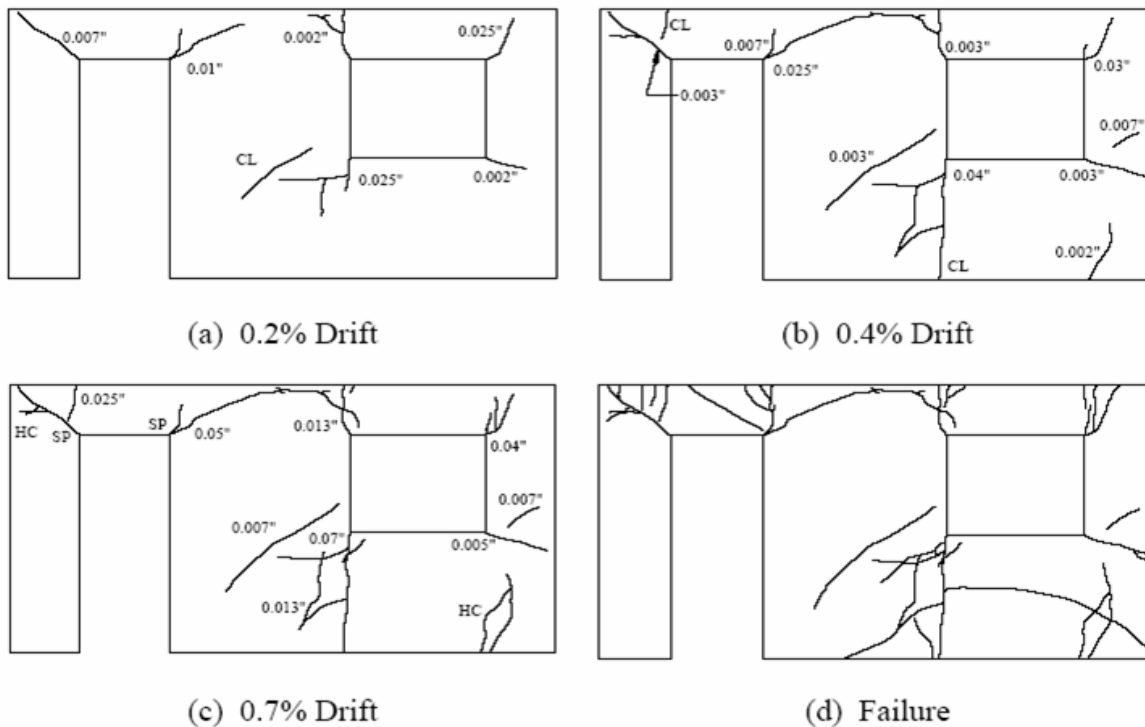 0.007"
0.01"
0.002"
0.025"
CL
0.025"
0.002"
(a) 0.2% Drift
CL
0.007"
0.003"
0.025"
0.003"
0.03"
0.007"
0.003"
0.04"
0.003"
0.002"
CL
(b) 0.4% Drift
0.025"
HC
SP
SP
0.05"
0.013"
0.04"
0.007"
0.007"
0.07"
0.005"
0.013"
HC
(c) 0.7% Drift
(d) Failure